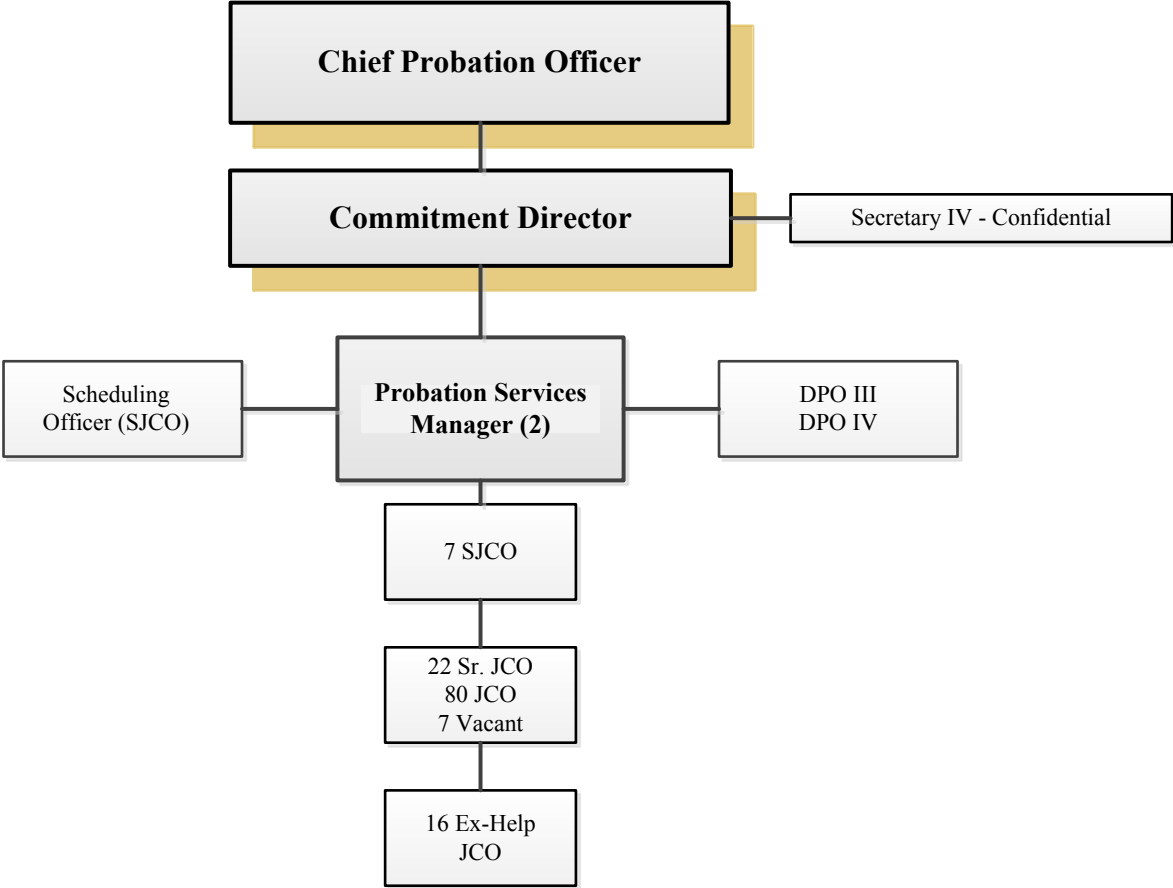 Chief Probation Officer
Commitment Director
Secretary IV - Confidential
Scheduling
Officer (SJCO)
Probation Services
Manager (2)
DPO III
DPO IV
7 SJCO
22 Sr. JCO
80 JCO
7 Vacant
16 Ex-Help
JCO